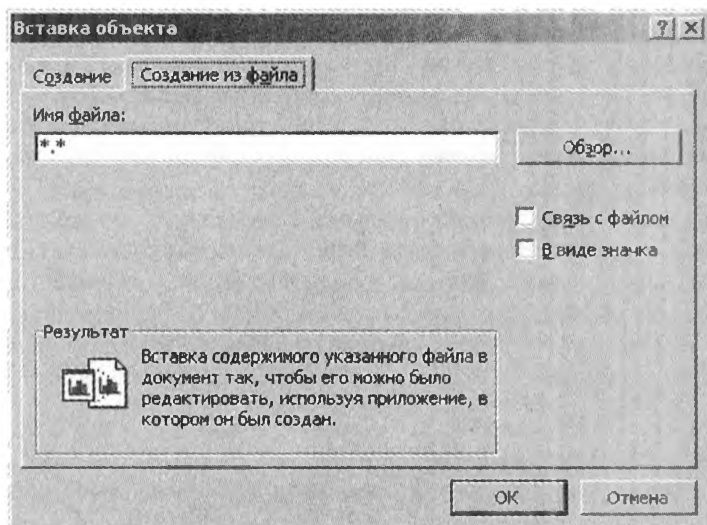 Вставка объекта
Создание
Создание из файла
Имя файла:
*.*
Обзор...
Связь с файлом
В виде значка
Результат
Вставка содержимого указанного файла в
документ так, чтобы его можно было
редактировать, используя приложение, в
котором он был создан.
ОК
Отмена